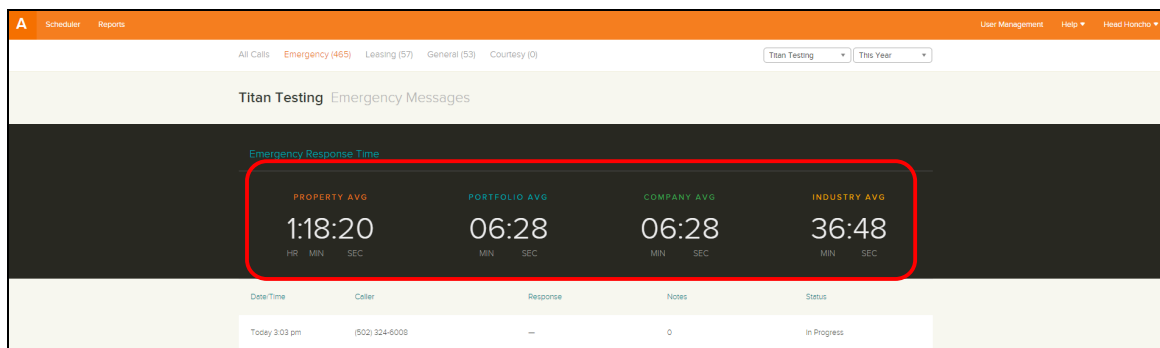 A Scheduler Reports User Management Help ▼ Head Honcho ▼
All Calls Emergency (465) Leasing (57) General (53) Courtesy (0) Titan Testing ▼ This Year ▼
Titan Testing Emergency Messages
Emergency Response Time
PROPERTY AVG PORTFOLIO AVG COMPANY AVG INDUSTRY AVG
1:18:20 06:28 06:28 36:48
HR MIN SEC MIN SEC MIN SEC MIN SEC
Date/Time Caller Response Notes Status
Today 3:03 pm (502) 324-6008 — 0 In Progress